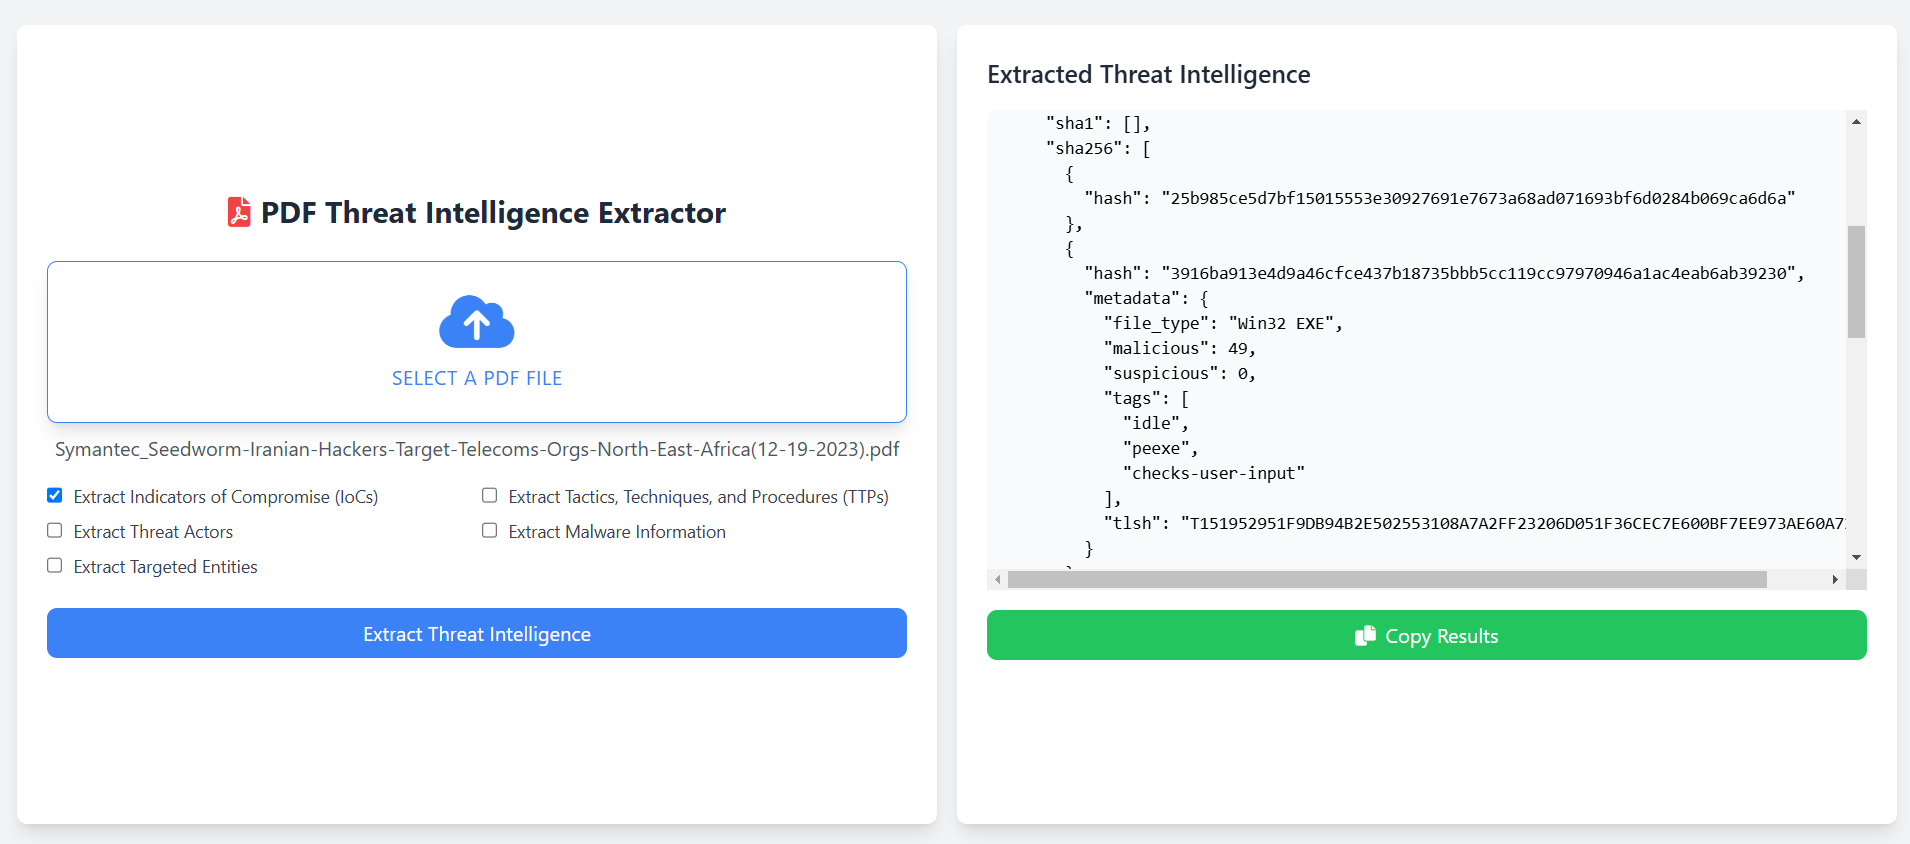 PDF Threat Intelligence Extractor
SELECT A PDF FILE
Symantec_Seedworm-Iranian-Hackers-Target-Telecoms-Orgs-North-East-Africa(12-19-2023).pdf
Extract Indicators of Compromise (IoCs)
Extract Tactics, Techniques, and Procedures (TTPs)
Extract Threat Actors
Extract Malware Information
Extract Targeted Entities
Extract Threat Intelligence
Extracted Threat Intelligence
"sha1": [],
"sha256": [
{
"hash": "25b985ce5d7bf15015553e30927691e7673a68ad071693bf6d0284b069ca6d6a"
},
{
"hash": "3916ba913e4d9a46cfce437b18735bbb5cc119cc97970946a1ac4eab6ab39230",
"metadata": {
"file_type": "Win32 EXE",
"malicious": 49,
"suspicious": 0,
"tags": [
"idle",
"peexe",
"checks-user-input"
],
"tlsh": "T151952951F9DB94B2E502553108A7A2FF23206D051F36CEC7E600BF7EE973AE60A7
}
Copy Results